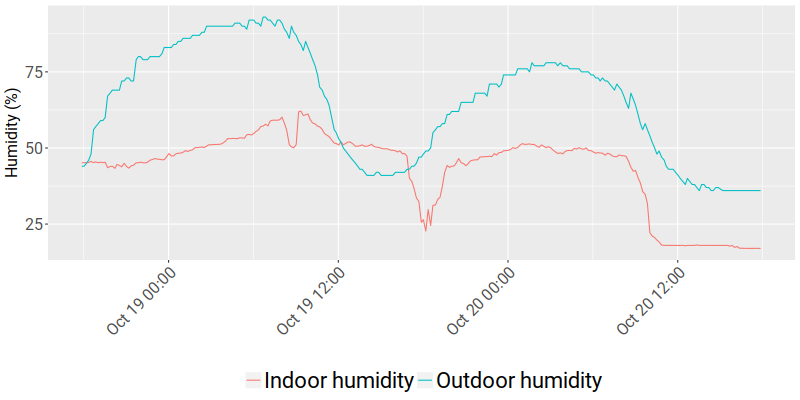 Humidity (%)
75
50
25
Oct 19 00:00
Oct 19 12:00
Oct 20 00:00
Oct 20 12:00
Indoor humidity Outdoor humidity